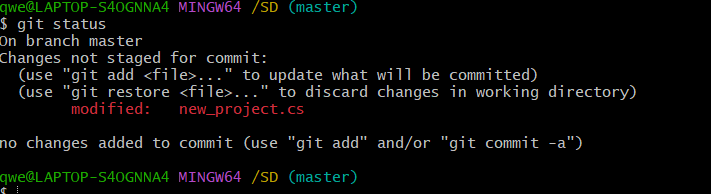 qwe@LAPTOP-S4OGNNA4 MINGW64 /SD (master)
$ git status
On branch master
Changes not staged for commit:
  (use "git add <file>..." to update what will be committed)
  (use "git restore <file>..." to discard changes in working directory)
        modified:   new_project.cs

no changes added to commit (use "git add" and/or "git commit -a")

qwe@LAPTOP-S4OGNNA4 MINGW64 /SD (master)
$